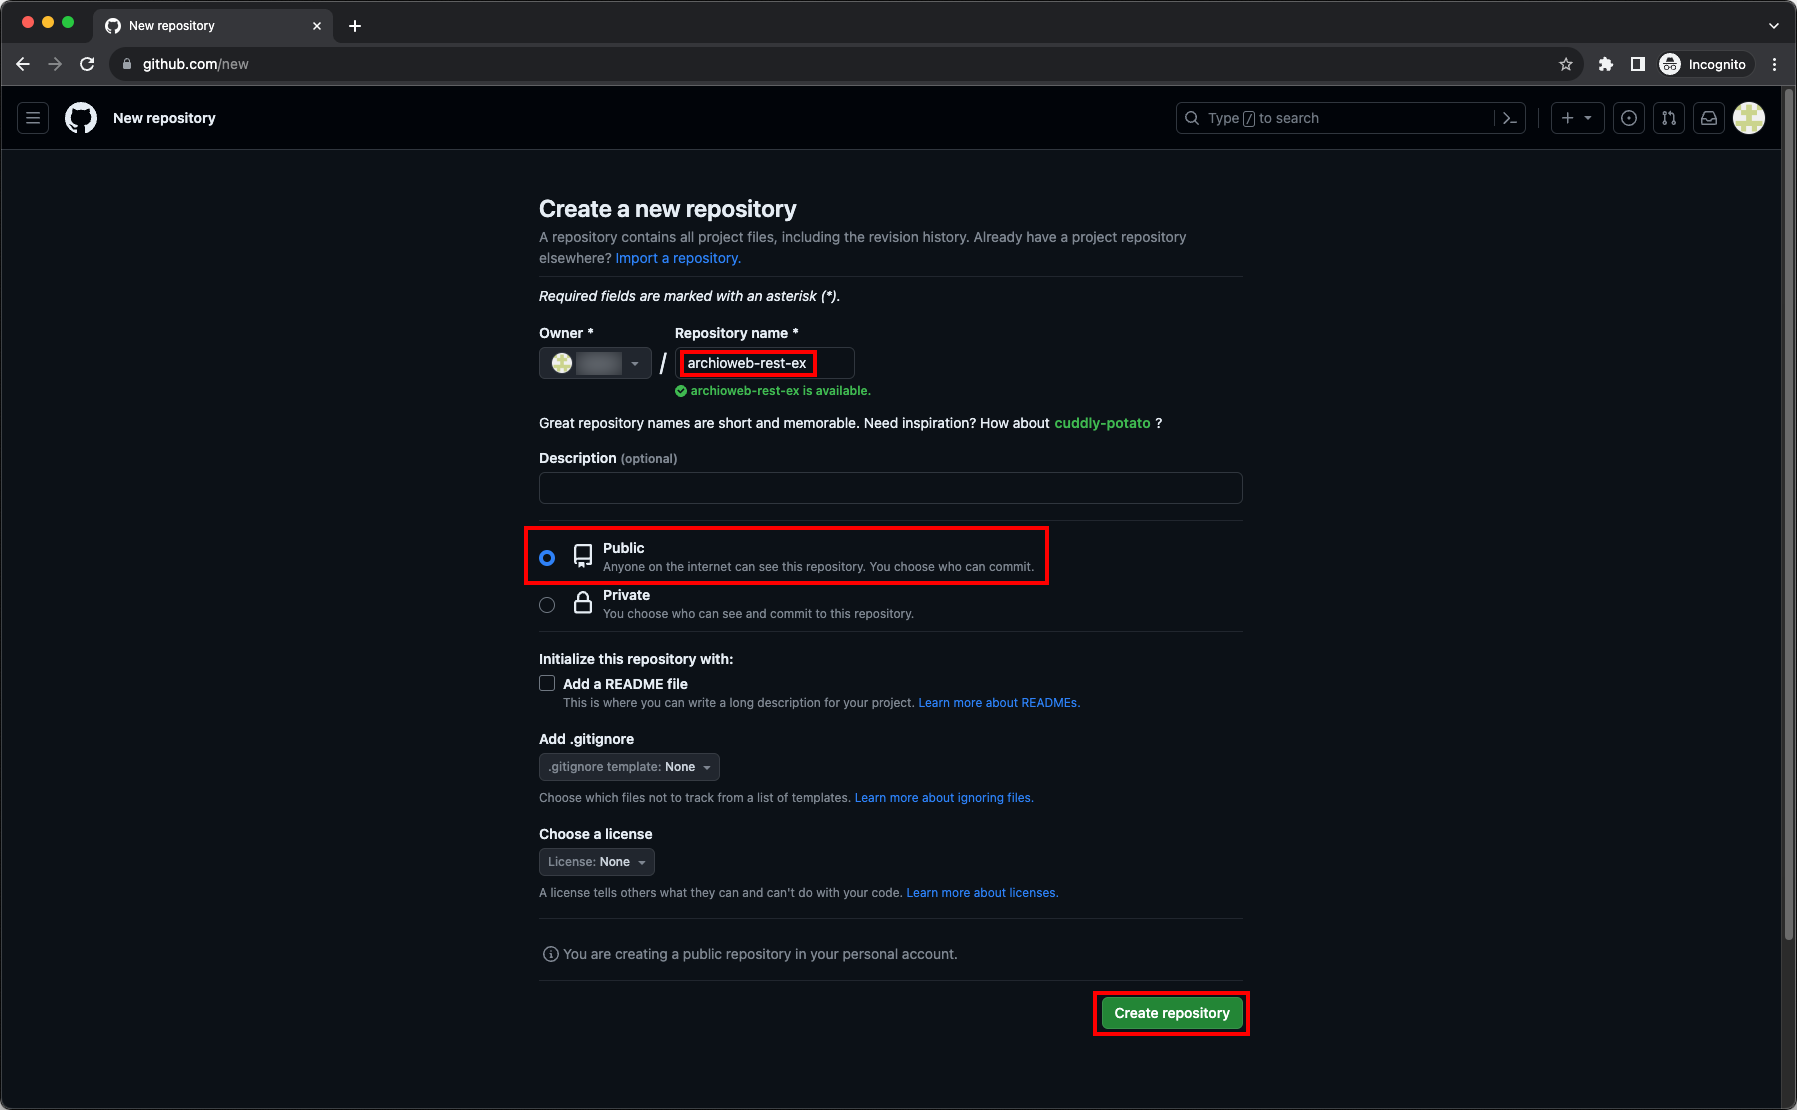 New repository
github.com/new
Incognito
New repository
Type / to search
Create a new repository
A repository contains all project files, including the revision history. Already have a project repository
elsewhere? Import a repository.
Required fields are marked with an asterisk (*).
Owner *
Repository name *
/
archioweb-rest-ex
archioweb-rest-ex is available.
Great repository names are short and memorable. Need inspiration? How about cuddly-potato ?
Description (optional)
Public
Anyone on the internet can see this repository. You choose who can commit.
Private
You choose who can see and commit to this repository.
Initialize this repository with:
Add a README file
This is where you can write a long description for your project. Learn more about READMEs.
Add .gitignore
.gitignore template: None
Choose which files not to track from a list of templates. Learn more about ignoring files.
Choose a license
License: None
A license tells others what they can and can't do with your code. Learn more about licenses.
You are creating a public repository in your personal account.
Create repository